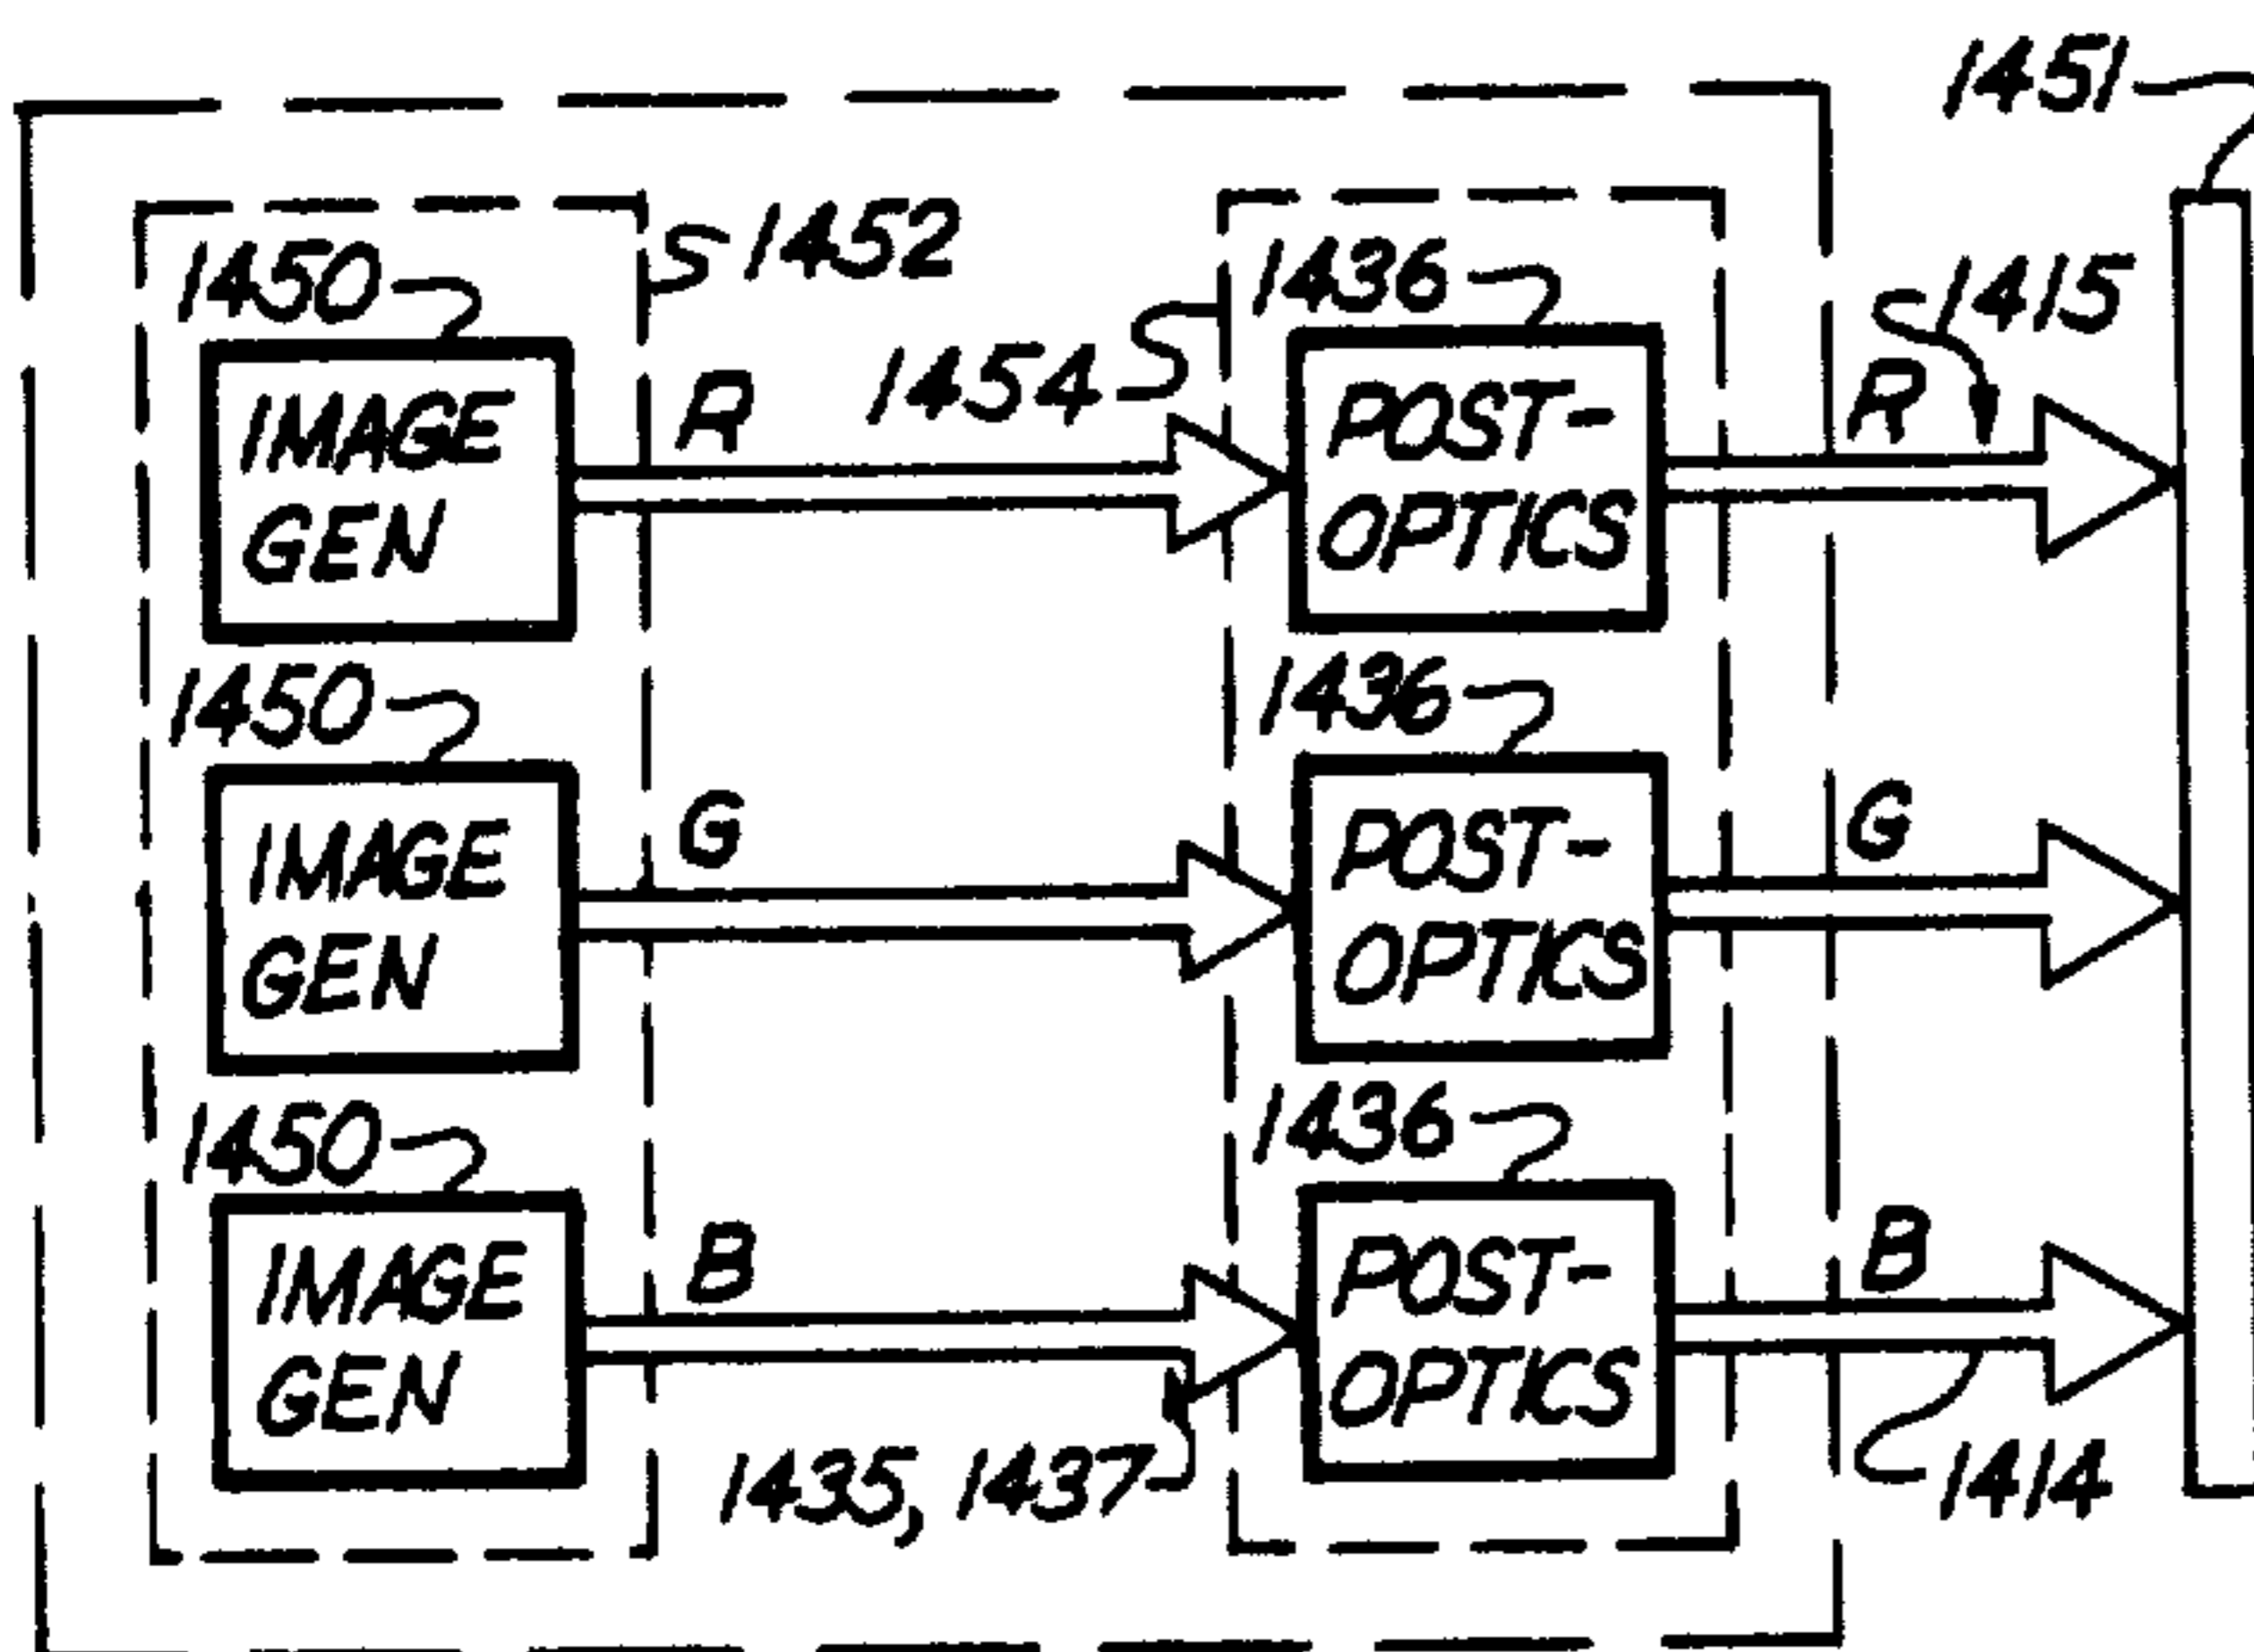 1451
1452
1450
1436
1415
1454
R
R
IMAGE
GEN
POST-
OPTICS
1450
1436
G
G
IMAGE
GEN
POST-
OPTICS
1450
1436
B
B
IMAGE
GEN
POST-
OPTICS
1435, 1437
1414